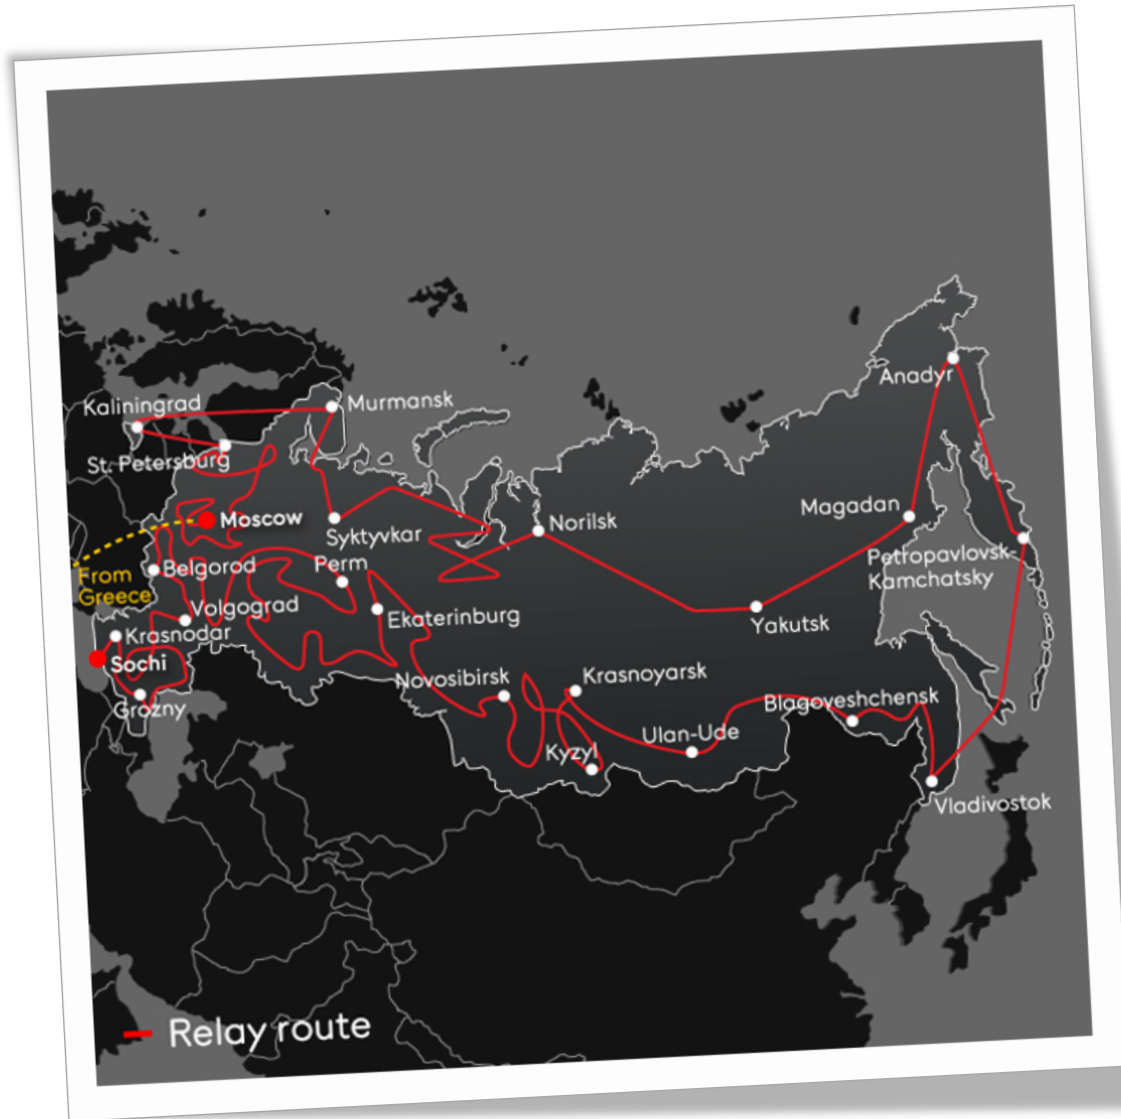 Kaliningrad
Murmansk
St. Petersburg
Anadyr
Moscow
Syktyvkar
Norilsk
Magadan
From
Greece
Belgorod
Perm
Petropavlovsk-
Kamchatsky
Volgograd
Ekaterinburg
Yakutsk
Krasnodar
Sochi
Grozny
Novosibirsk
Krasnoyarsk
Blagoveshchensk
Kyzyl
Ulan-Ude
Vladivostok
Relay route